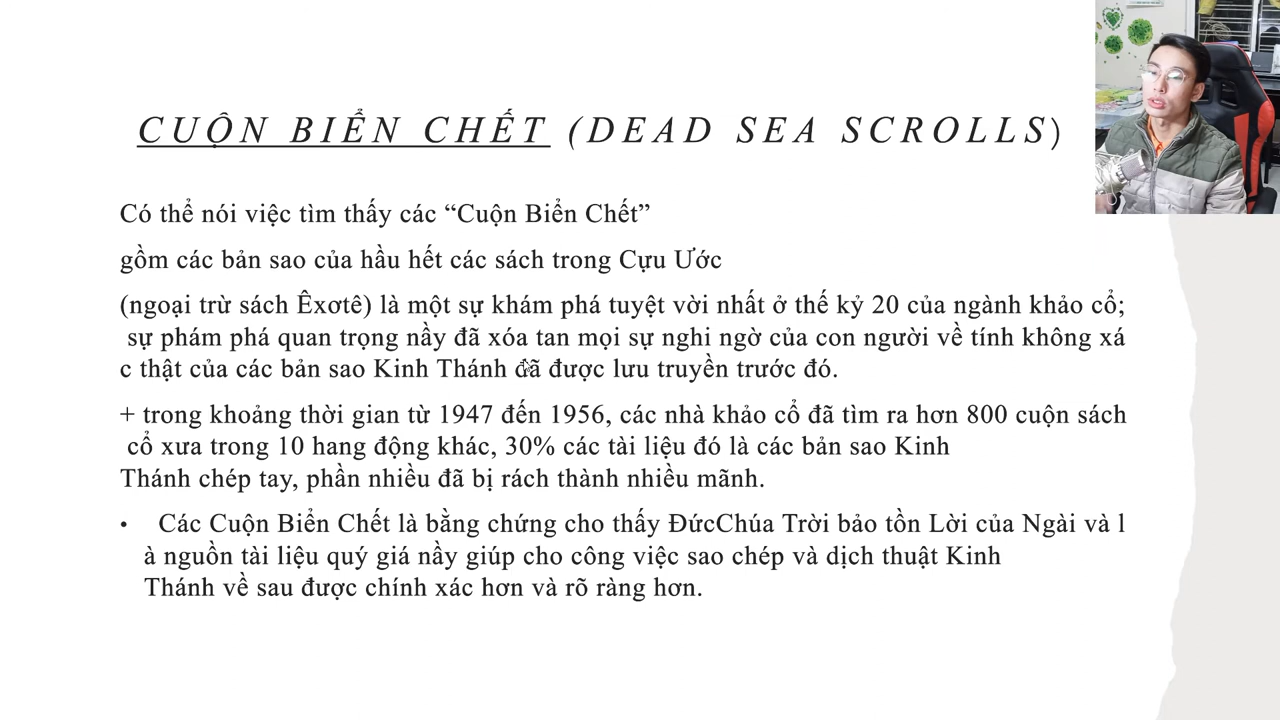 CUỘN BIỂN CHẾT (DEAD SEA SCROLLS)
Có thể nói việc tìm thấy các “Cuộn Biển Chết”
gồm các bản sao của hầu hết các sách trong Cựu Ước
(ngoại trừ sách Êxơtê) là một sự khám phá tuyệt vời nhất ở thế kỷ 20 của ngành khảo cổ;
sự phám phá quan trọng nầy đã xóa tan mọi sự nghi ngờ của con người về tính không xá
c thật của các bản sao Kinh Thánh đã được lưu truyền trước đó.
+ trong khoảng thời gian từ 1947 đến 1956, các nhà khảo cổ đã tìm ra hơn 800 cuộn sách
cổ xưa trong 10 hang động khác, 30% các tài liệu đó là các bản sao Kinh
Thánh chép tay, phần nhiều đã bị rách thành nhiều mãnh.
• Các Cuộn Biển Chết là bằng chứng cho thấy ĐứcChúa Trời bảo tồn Lời của Ngài và l
à nguồn tài liệu quý giá nầy giúp cho công việc sao chép và dịch thuật Kinh
Thánh về sau được chính xác hơn và rõ ràng hơn.